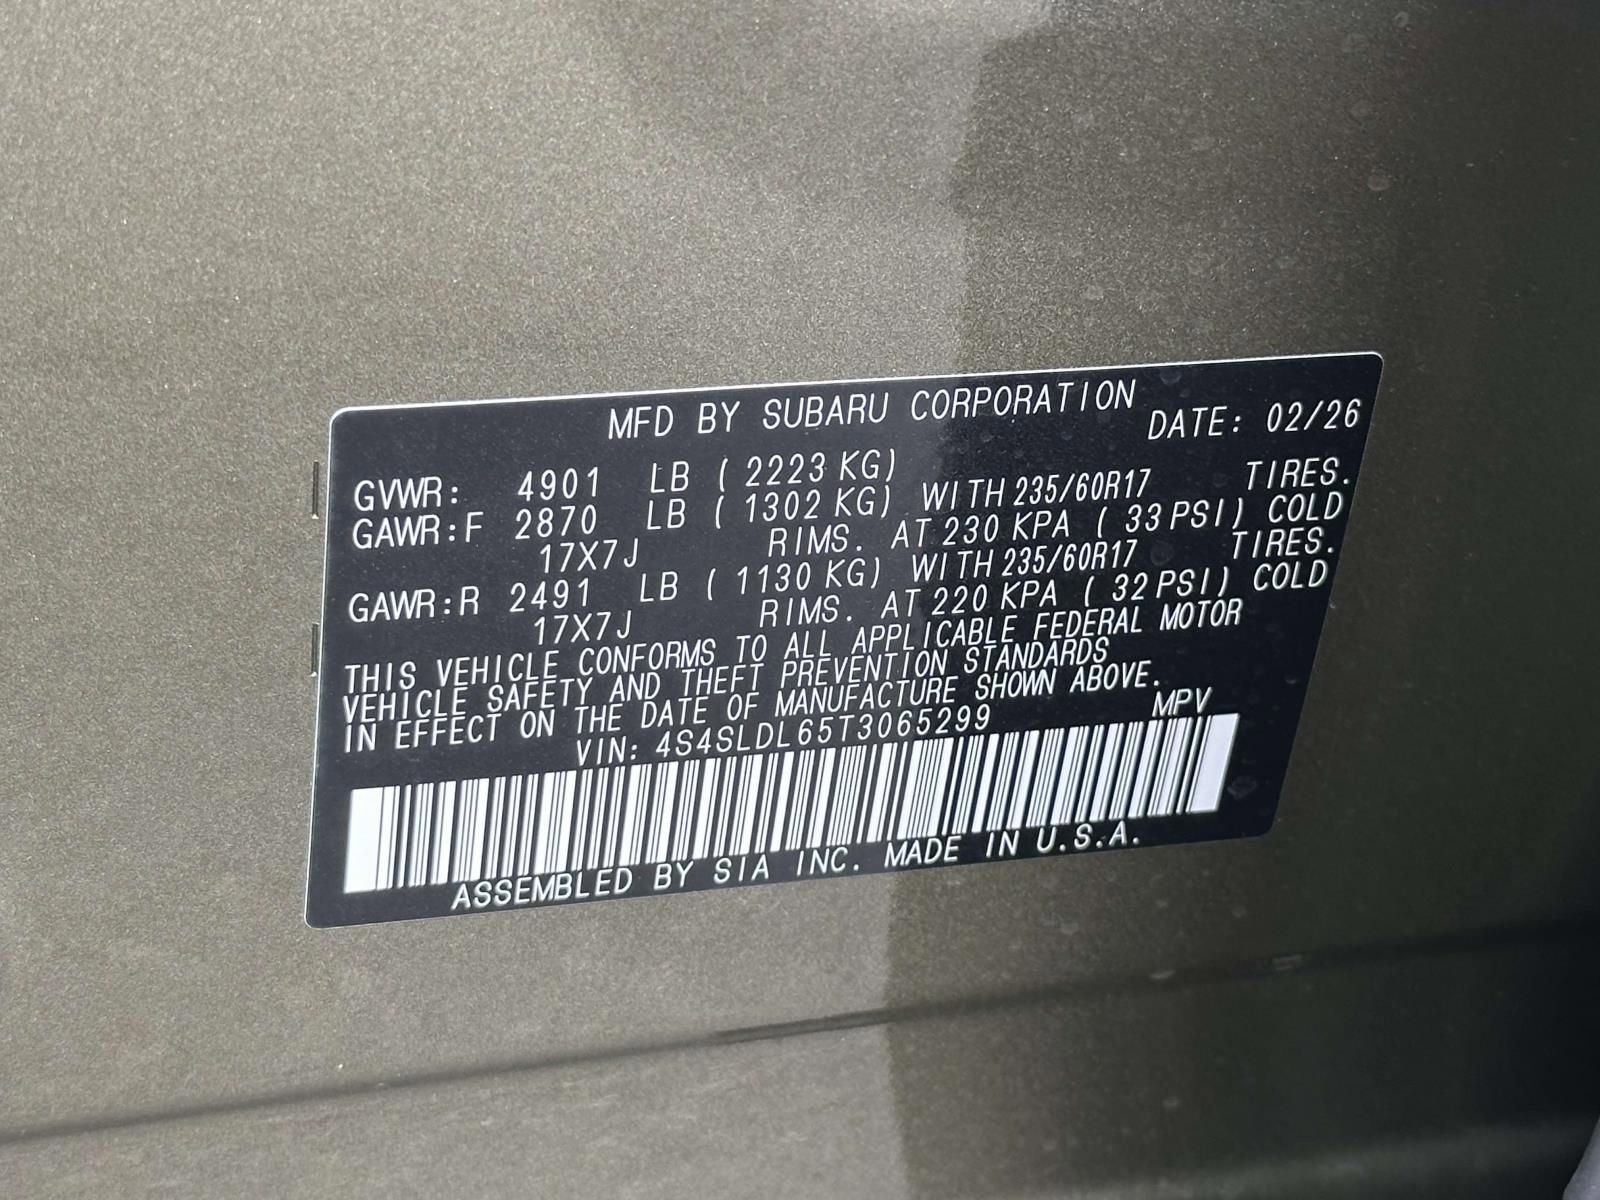 MFD BY SUBARU CORPORATION DATE: 02/26
GVWR: 4901 LB ( 2223 KG)
GAWR:F 2870 LB ( 1302 KG) WITH 235/60R17 TIRES.
17X7J RIMS. AT 230 KPA ( 33 PSI) COLD
GAWR:R 2491 LB ( 1130 KG) WITH 235/60R17 TIRES.
17X7J RIMS. AT 220 KPA ( 32 PSI) COLD
THIS VEHICLE CONFORMS TO ALL APPLICABLE FEDERAL MOTOR
VEHICLE SAFETY AND THEFT PREVENTION STANDARDS
IN EFFECT ON THE DATE OF MANUFACTURE SHOWN ABOVE.
VIN: 4S4SLDL65T3065299 MPV
ASSEMBLED BY SIA INC. MADE IN U.S.A.